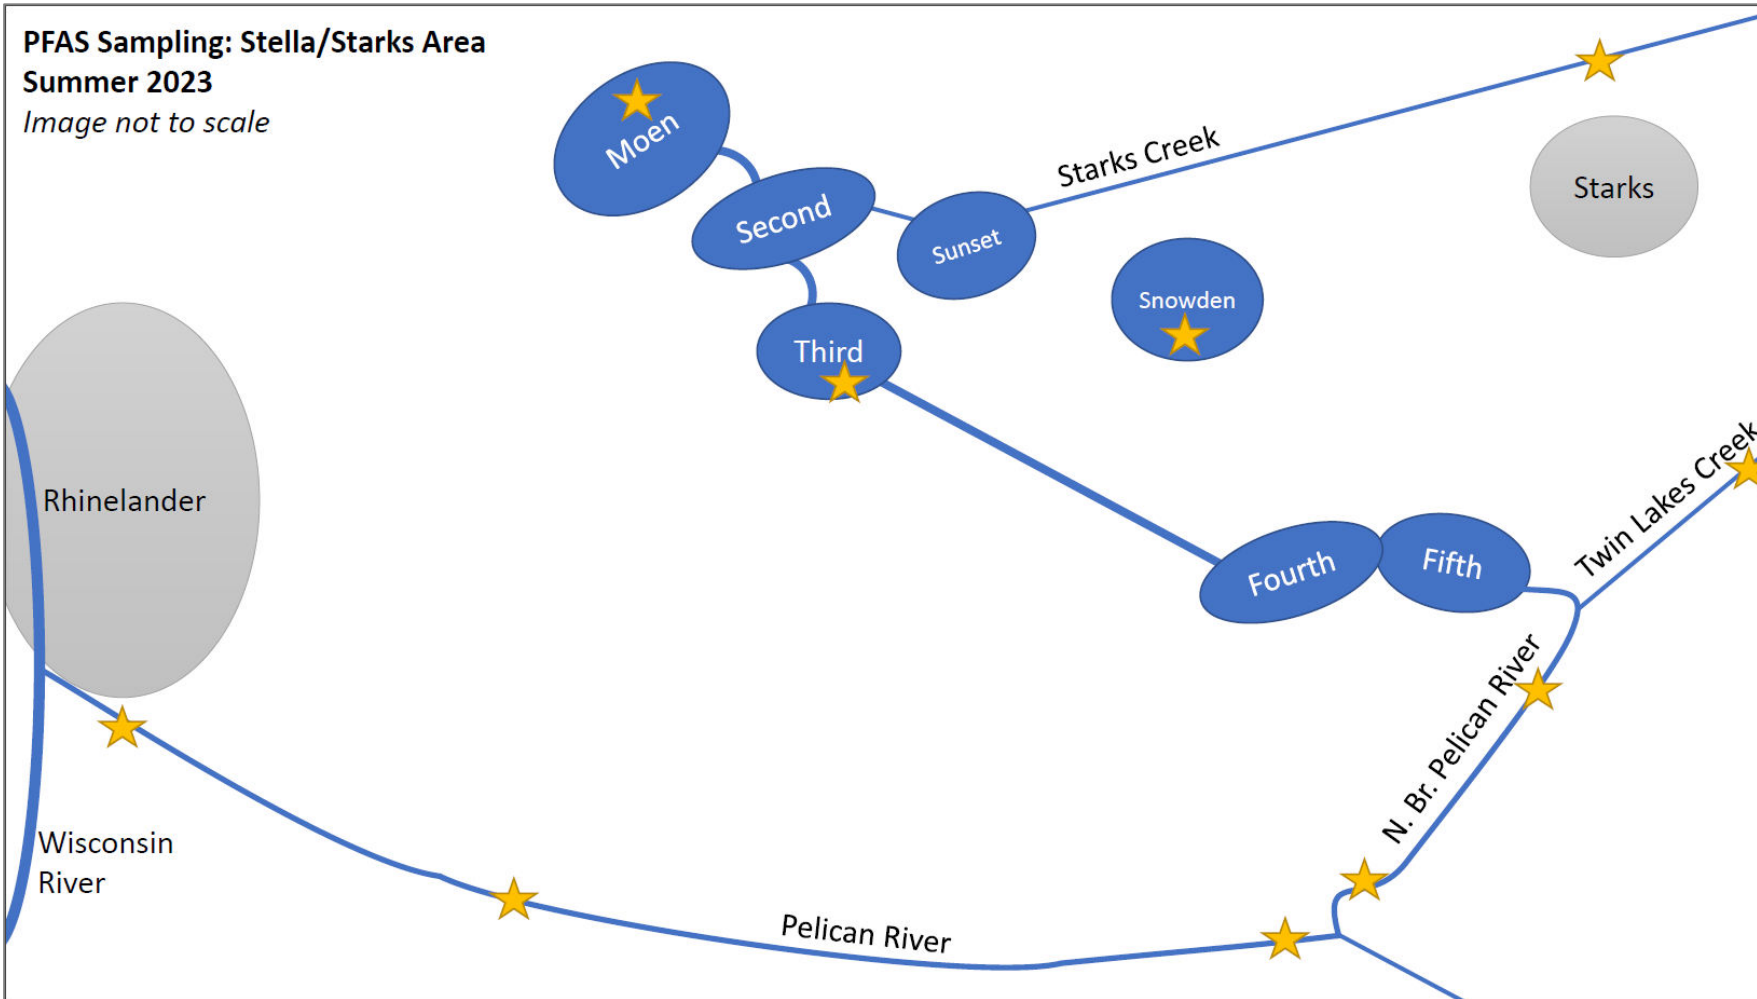 PFAS Sampling: Stella/Starks Area
Summer 2023
Image not to scale
Moen
Starks Creek
Starks
Second
Sunset
Snowden
Third
Rhinelander
Twin Lakes Creek
Fourth
Fifth
N. Br. Pelican River
Wisconsin
River
Pelican River